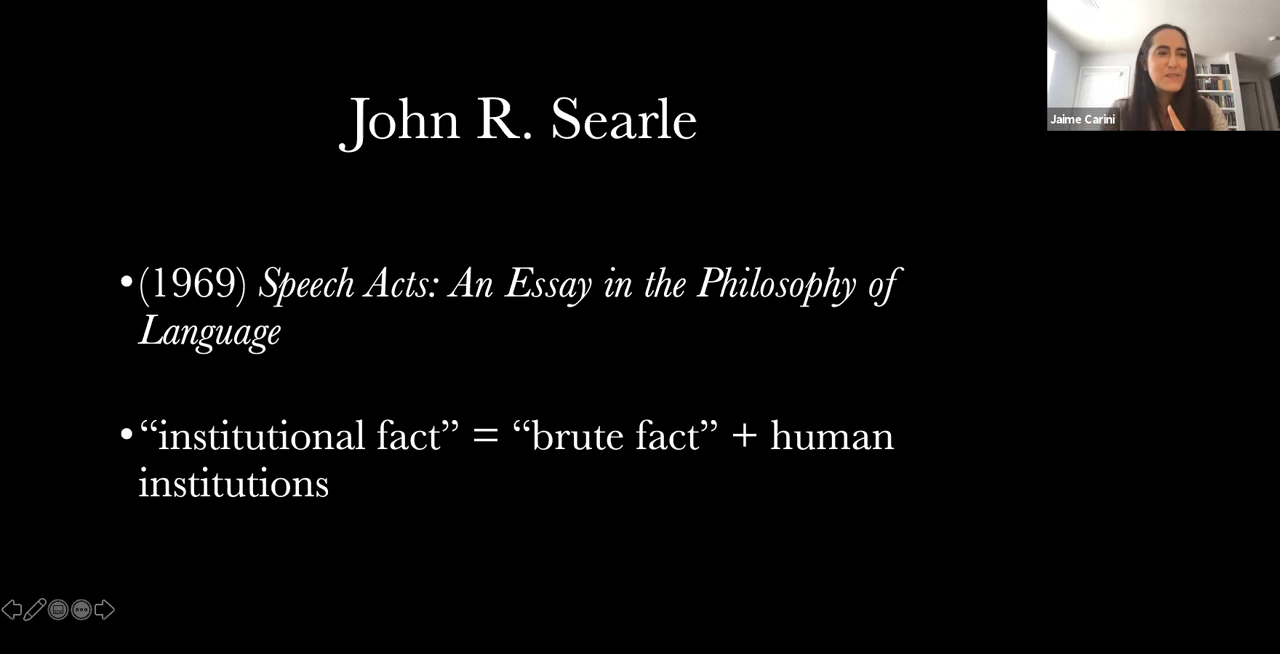 John R. Searle
•(1969) Speech Acts: An Essay in the Philosophy of
Language
•“institutional fact” = “brute fact” + human
institutions
Jaime Carini